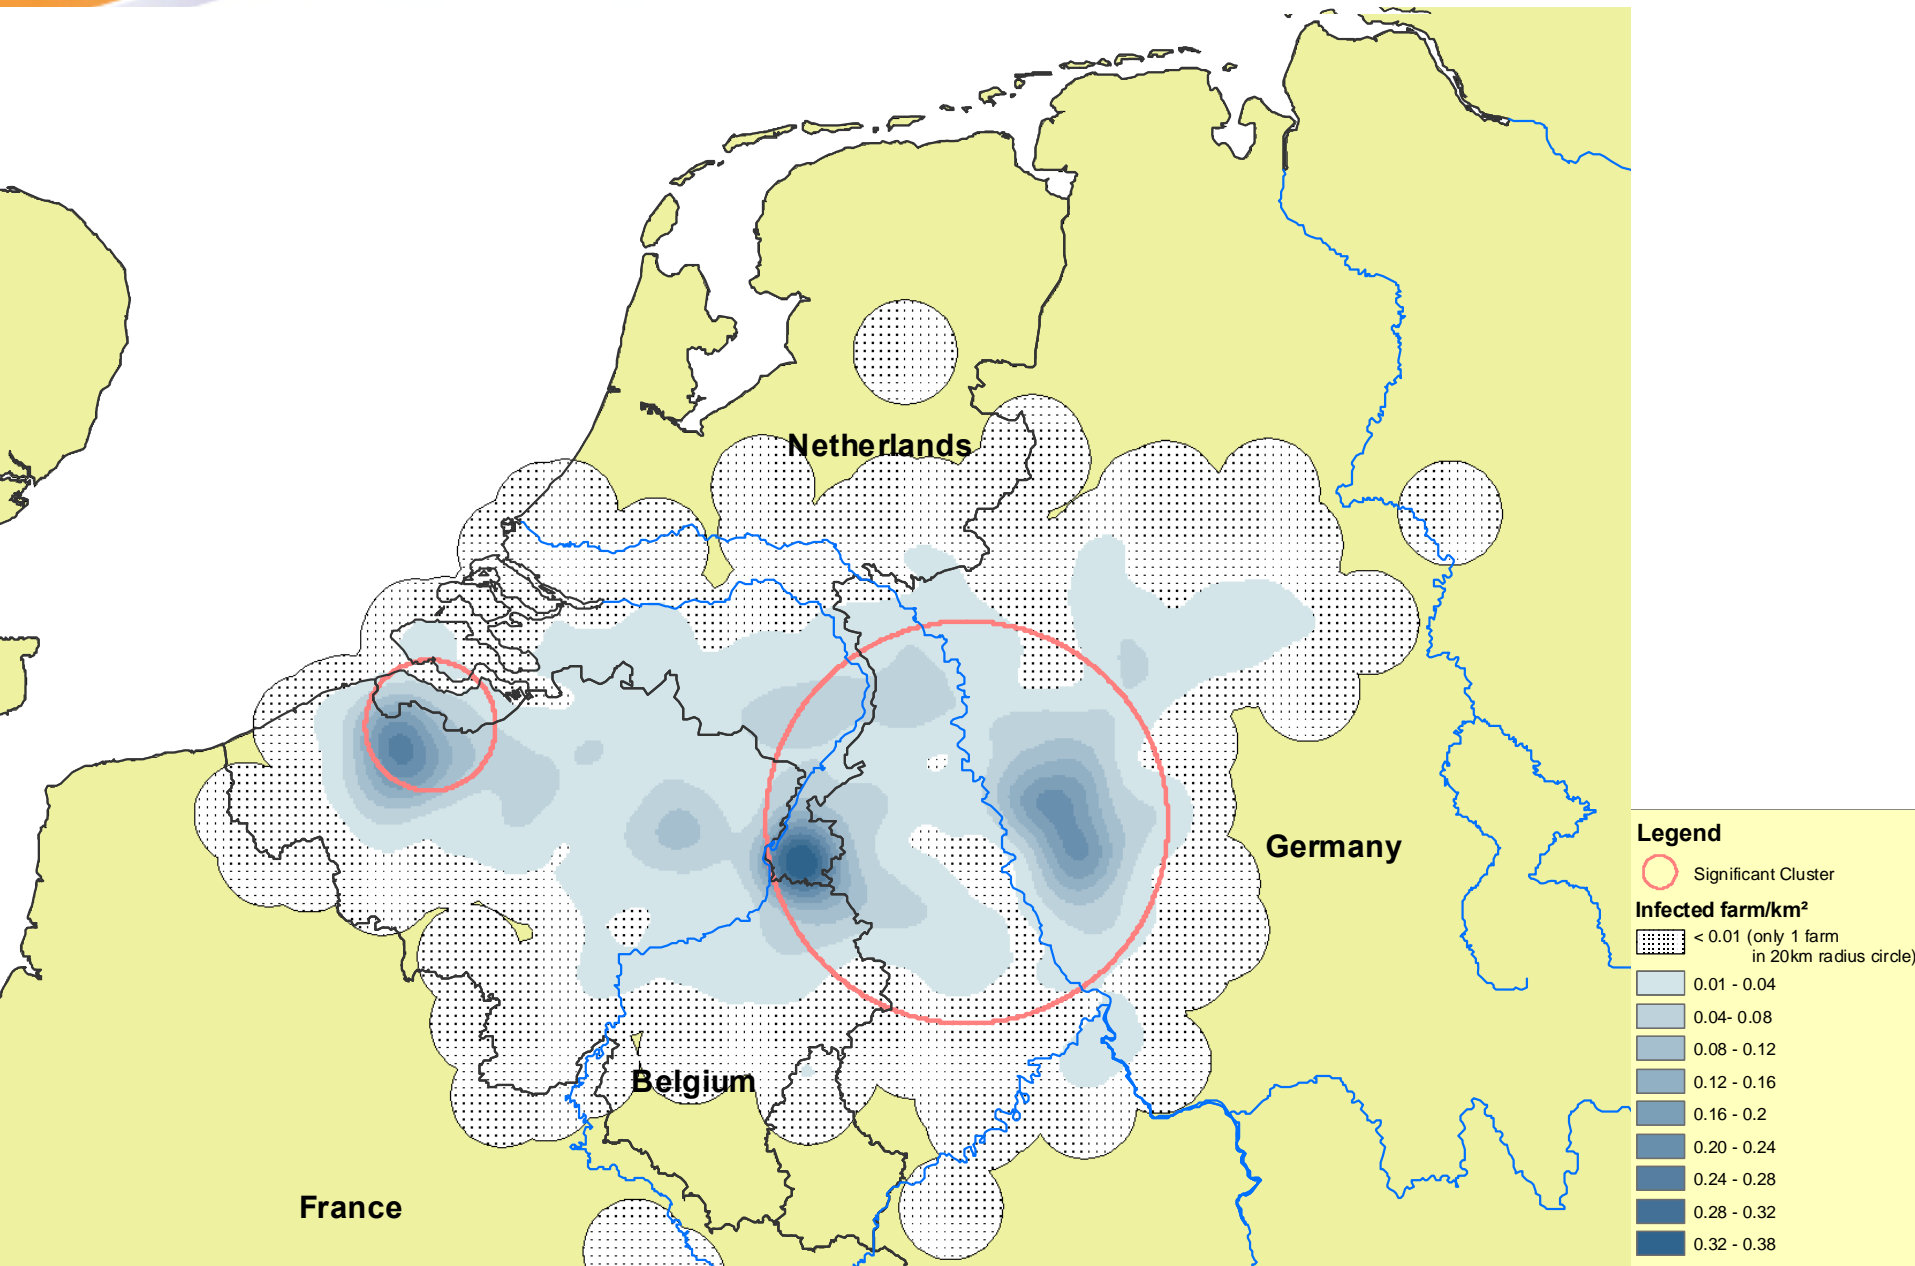 Netherlands
Germany
Belgium
France
Legend
Significant Cluster
Infected farm/km²
< 0.01 (only 1 farm
in 20km radius circle)
0.01 - 0.04
0.04- 0.08
0.08 - 0.12
0.12 - 0.16
0.16 - 0.2
0.20 - 0.24
0.24 - 0.28
0.28 - 0.32
0.32 - 0.38